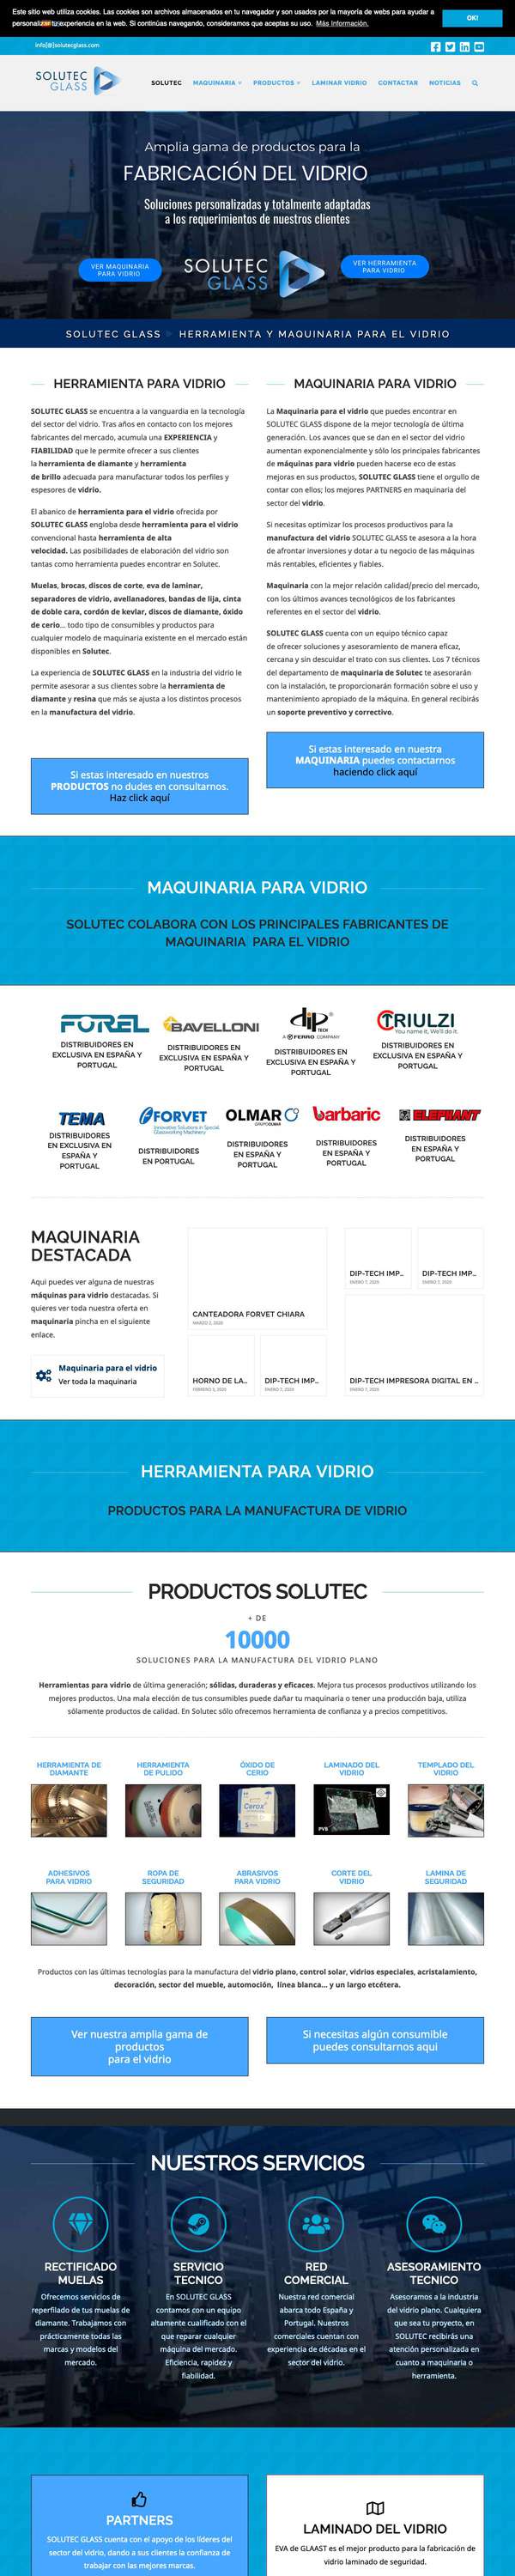 Este sitio web utiliza cookies. Las cookies son archivos almacenados en tu navegador y son usados por la mayoría de webs para ayudar a
personalizar tu experiencia en la web. Si continúas navegando, consideramos que aceptas su uso. Más Información.
OK!
info[@]solutecglass.com
SOLUTEC GLASS
SOLUTEC MAQUINARIA PRODUCTOS LAMINAR VIDRIO CONTACTAR NOTICIAS
Amplia gama de productos para la
FABRICACIÓN DEL VIDRIO
Soluciones personalizadas y totalmente adaptadas
a los requerimientos de nuestros clientes
VER MAQUINARIA
PARA VIDRIO
SOLUTEC
GLASS
VER HERRAMIENTA
PARA VIDRIO
SOLUTEC GLASS HERRAMIENTA Y MAQUINARIA PARA EL VIDRIO
HERRAMIENTA PARA VIDRIO
SOLUTEC GLASS se encuentra a la vanguardia en la tecnología
del sector del vidrio. Tras años en contacto con los mejores
fabricantes del mercado, acumula una EXPERIENCIA y
FIABILIDAD que le permite ofrecer a sus clientes
la herramienta de diamante y herramienta
de brillo adecuada para manufacturar todos los perfiles y
espesores de vidrio.
El abanico de herramienta para el vidrio ofrecida por
SOLUTEC GLASS engloba desde herramienta para el vidrio
convencional hasta herramienta de alta
velocidad. Las posibilidades de elaboración del vidrio son
tantas como herramienta puedes encontrar en Solutec.
Muelas, brocas, discos de corte, eva de laminar,
separadores de vidrio, avellanadores, bandas de lija, cinta
de doble cara, cordón de kevlar, discos de diamante, óxido
de cerio... todo tipo de consumibles y productos para
cualquier modelo de maquinaria existente en el mercado están
disponibles en Solutec.
La experiencia de SOLUTEC GLASS en la industria del vidrio le
permite asesorar a sus clientes sobre la herramienta de
diamante y resina que más se ajusta a los distintos procesos
en la manufactura del vidrio.
Si estas interesado en nuestros
PRODUCTOS no dudes en consultarnos.
Haz click aquí
MAQUINARIA PARA VIDRIO
La Maquinaria para el vidrio que puedes encontrar en
SOLUTEC GLASS dispone de la mejor tecnología de última
generación. Los avances que se dan en el sector del vidrio
aumentan exponencialmente y sólo los principales fabricantes
de máquinas para vidrio pueden hacerse eco de estas
mejoras en sus productos, SOLUTEC GLASS tiene el orgullo de
contar con ellos; los mejores PARTNERS en maquinaria del
sector del vidrio.
Si necesitas optimizar los procesos productivos para la
manufactura del vidrio SOLUTEC GLASS te asesora a la hora
de afrontar inversiones y dotar a tu negocio de las máquinas
más rentables, eficientes y fiables.
Maquinaria con la mejor relación calidad/precio del mercado,
con los últimos avances tecnológicos de los fabricantes
referentes en el sector del vidrio.
SOLUTEC GLASS cuenta con un equipo técnico capaz
de ofrecer soluciones y asesoramiento de manera eficaz,
cercana y sin descuidar el trato con sus clientes. Los 7 técnicos
del departamento de maquinaria de Solutec te asesorarán
con la instalación, te proporcionarán formación sobre el uso y
mantenimiento apropiado de la máquina. En general recibirás
un soporte preventivo y correctivo.
Si estas interesado en nuestra
MAQUINARIA puedes contactarnos
haciendo click aquí
MAQUINARIA PARA VIDRIO
SOLUTEC COLABORA CON LOS PRINCIPALES FABRICANTES DE
MAQUINARIA PARA EL VIDRIO
FOREL
DISTRIBUIDORES EN
EXCLUSIVA EN ESPAÑA Y
PORTUGAL
BAVELLONI
DISTRIBUIDORES EN
EXCLUSIVA EN ESPAÑA Y
PORTUGAL
dip TECH
A FERRO COMPANY
DISTRIBUIDORES EN
EXCLUSIVA EN ESPAÑA Y
PORTUGAL
TRIULZI
You name it, We'll do it.
DISTRIBUIDORES EN
EXCLUSIVA EN ESPAÑA Y
PORTUGAL
TEMA
DISTRIBUIDORES
EN EXCLUSIVA EN
ESPAÑA Y
PORTUGAL
FORVET
Innovative Solutions in Special
Glassworking Machinery
DISTRIBUIDORES
EN PORTUGAL
OLMAR
GRUPO OLMAR
DISTRIBUIDORES
EN ESPAÑA Y
PORTUGAL
barbaric
DISTRIBUIDORES
EN ESPAÑA Y
PORTUGAL
ELEPHANT
DISTRIBUIDORES
EN ESPAÑA Y
PORTUGAL
MAQUINARIA
DESTACADA
Aqui puedes ver alguna de nuestras
máquinas para vidrio destacadas. Si
quieres ver toda nuestra oferta en
maquinaria pincha en el siguiente
enlace.
Maquinaria para el vidrio
Ver toda la maquinaria
CANTEADORA FORVET CHIARA
MARZO 2, 2020
HORNO DE LA...
FEBRERO 2, 2020
DIP-TECH IMP...
ENERO 7, 2020
DIP-TECH IMP...
ENERO 7, 2020
DIP-TECH IMP...
ENERO 7, 2020
DIP-TECH IMPRESORA DIGITAL EN ...
ENERO 7, 2020
HERRAMIENTA PARA VIDRIO
PRODUCTOS PARA LA MANUFACTURA DE VIDRIO
PRODUCTOS SOLUTEC
+ DE
10000
SOLUCIONES PARA LA MANUFACTURA DEL VIDRIO PLANO
Herramientas para vidrio de última generación; sólidas, duraderas y eficaces. Mejora tus procesos productivos utilizando los
mejores productos. Una mala elección de tus consumibles puede dañar tu maquinaria o tener una producción baja, utiliza
sólamente productos de calidad. En Solutec sólo ofrecemos herramienta de confianza y a precios competitivos.
HERRAMIENTA DE
DIAMANTE
HERRAMIENTA
DE PULIDO
ÓXIDO DE
CERIO
LAMINADO DEL
VIDRIO
TEMPLADO DEL
VIDRIO
Cerox
PVB
ADHESIVOS
PARA VIDRIO
ROPA DE
SEGURIDAD
ABRASIVOS
PARA VIDRIO
CORTE DEL
VIDRIO
LAMINA DE
SEGURIDAD
Productos con las últimas tecnologías para la manufactura del vidrio plano, control solar, vidrios especiales, acristalamiento,
decoración, sector del mueble, automoción, línea blanca... y un largo etcétera.
Ver nuestra amplia gama de
productos
para el vidrio
Si necesitas algún consumible
puedes consultarnos aqui
NUESTROS SERVICIOS
RECTIFICADO
MUELAS
Ofrecemos servicios de
reperfilado de tus muelas de
diamante. Trabajamos con
prácticamente todas las
marcas y modelos del
mercado.
SERVICIO
TECNICO
En SOLUTEC GLASS
contamos con un equipo
altamente cualificado con el
que reparar cualquier
máquina del mercado.
Eficiencia, rapidez y
fiabilidad.
RED
COMERCIAL
Nuestra red comercial
abarca todo España y
Portugal. Nuestros
comerciales cuentan con
experiencia de décadas en el
sector del vidrio.
ASESORAMIENTO
TECNICO
Asesoramos a la industria
del vidrio plano. Cualquiera
que sea tu proyecto, en
SOLUTEC recibirás una
atención personalizada en
cuanto a maquinaria o
herramienta.
PARTNERS
SOLUTEC GLASS cuenta con el apoyo de los líderes del
sector del vidrio, dando a sus clientes la confianza de
trabajar con las mejores marcas.
LAMINADO DEL VIDRIO
EVA de GLAAST es el mejor producto para la fabricación de
vidrio laminado de seguridad.